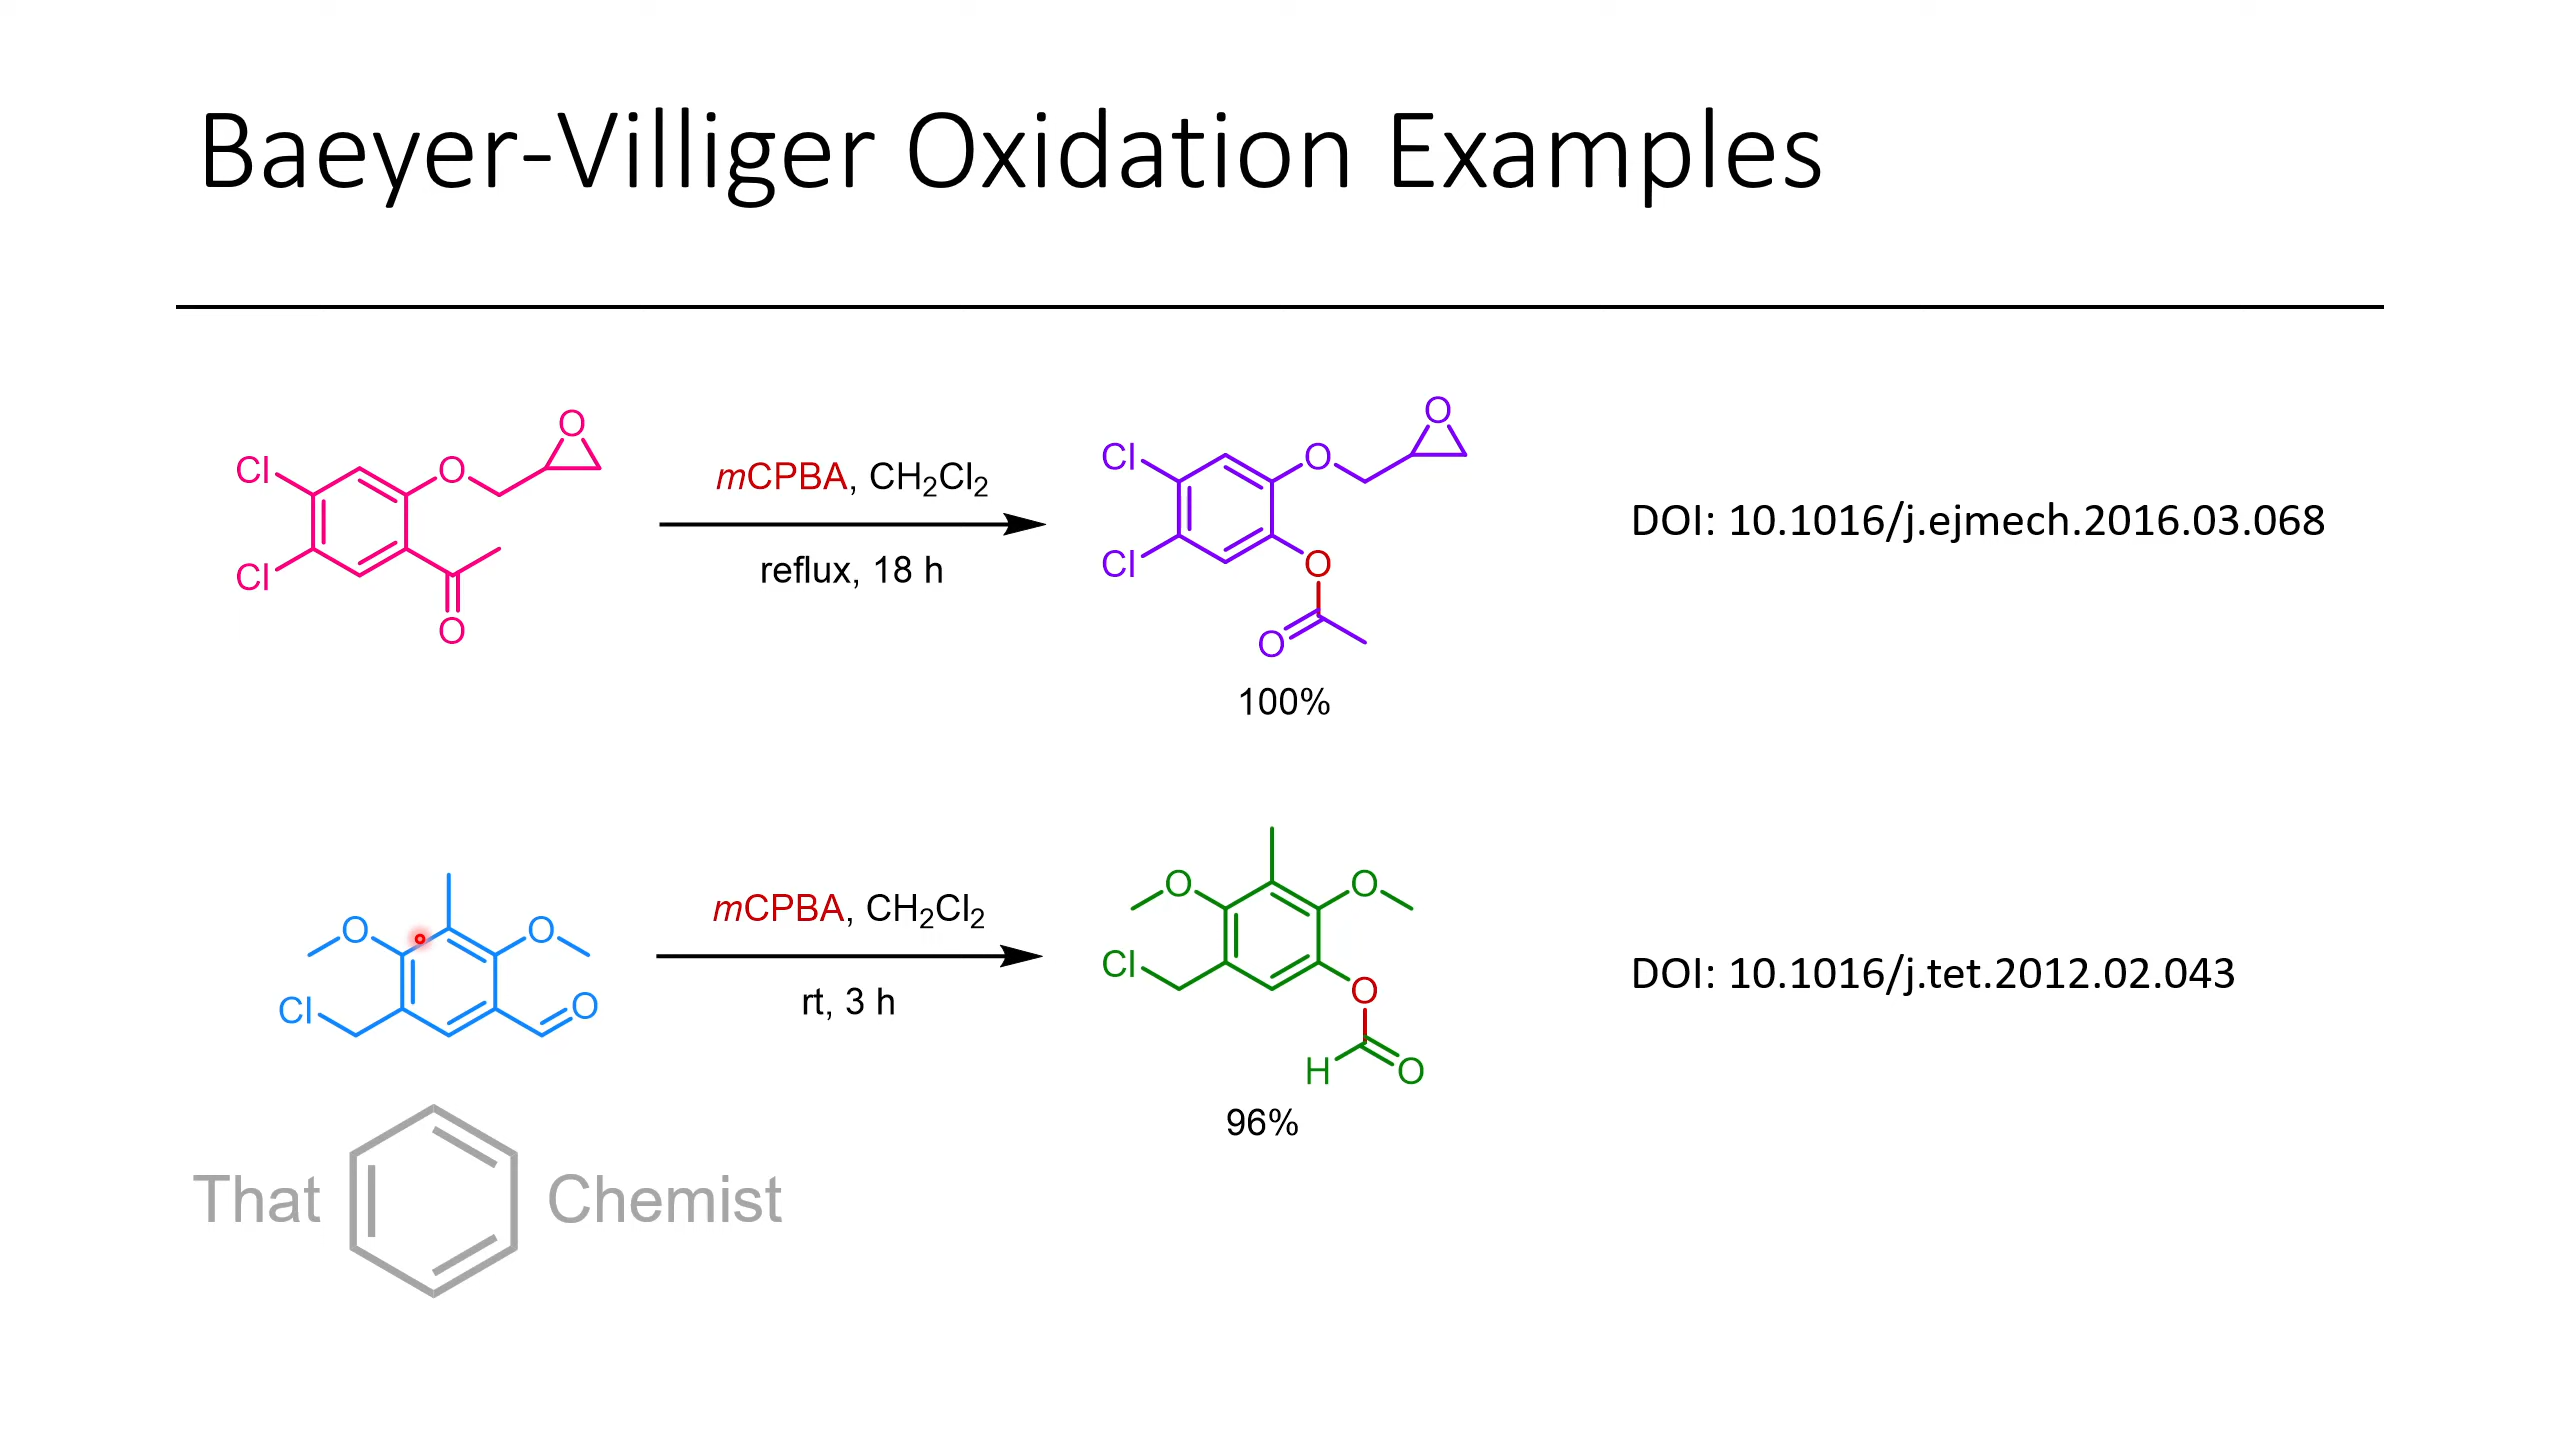 Baeyer-Villiger Oxidation Examples
Cl
O
O
Cl
O
mCPBA, CH₂Cl₂
reflux, 18 h
Cl
O
O
Cl
O
O
100%
DOI: 10.1016/j.ejmech.2016.03.068
O
O
Cl
O
mCPBA, CH₂Cl₂
rt, 3 h
O
O
Cl
O
H
O
96%
DOI: 10.1016/j.tet.2012.02.043
That Chemist